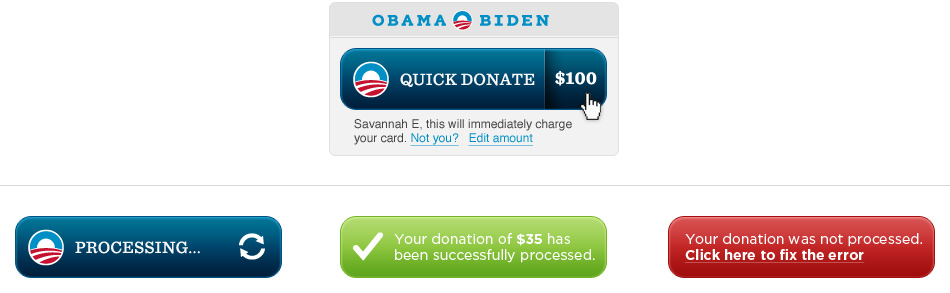 OBAMA BIDEN
QUICK DONATE $100
Savannah E, this will immediately charge
your card. Not you? Edit amount
PROCESSING...
Your donation of $35 has
been successfully processed.
Your donation was not processed.
Click here to fix the error